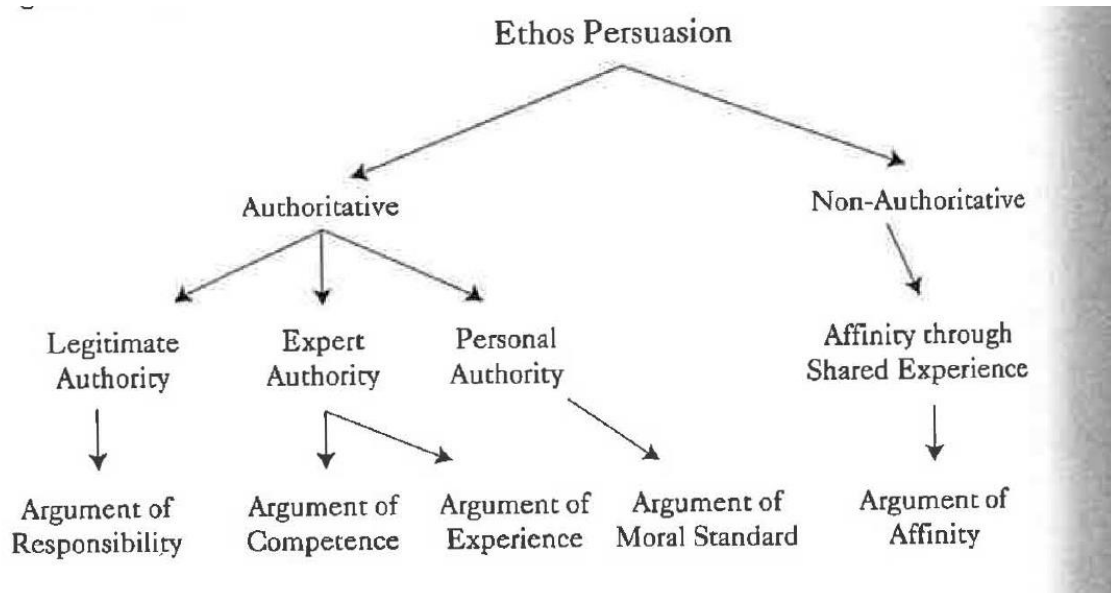 Ethos Persuasion
Authoritative
Non-Authoritative
Legitimate
Authority
Expert
Authority
Personal
Authority
Affinity through
Shared Experience
Argument of
Responsibility
Argument of
Competence
Argument of
Experience
Argument of
Moral Standard
Argument of
Affinity